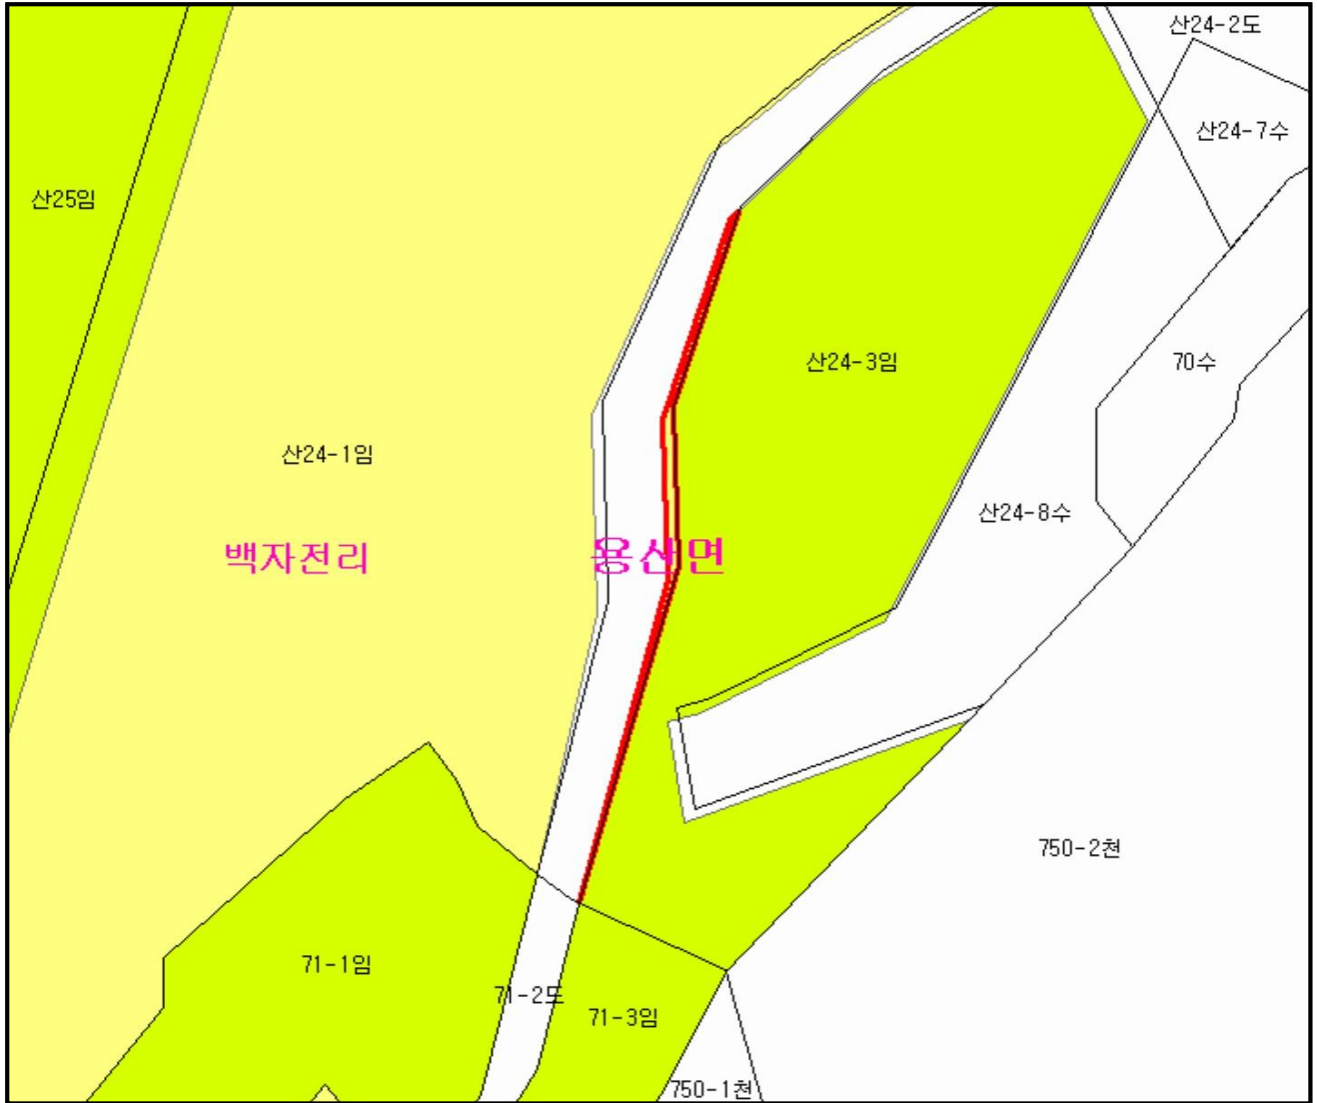 산24-2도
산24-7수
산25임
산24-3임
70수
산24-1임
산24-8수
백자전리
용산면
750-2천
71-1임
71-2도
71-3임
750-1천